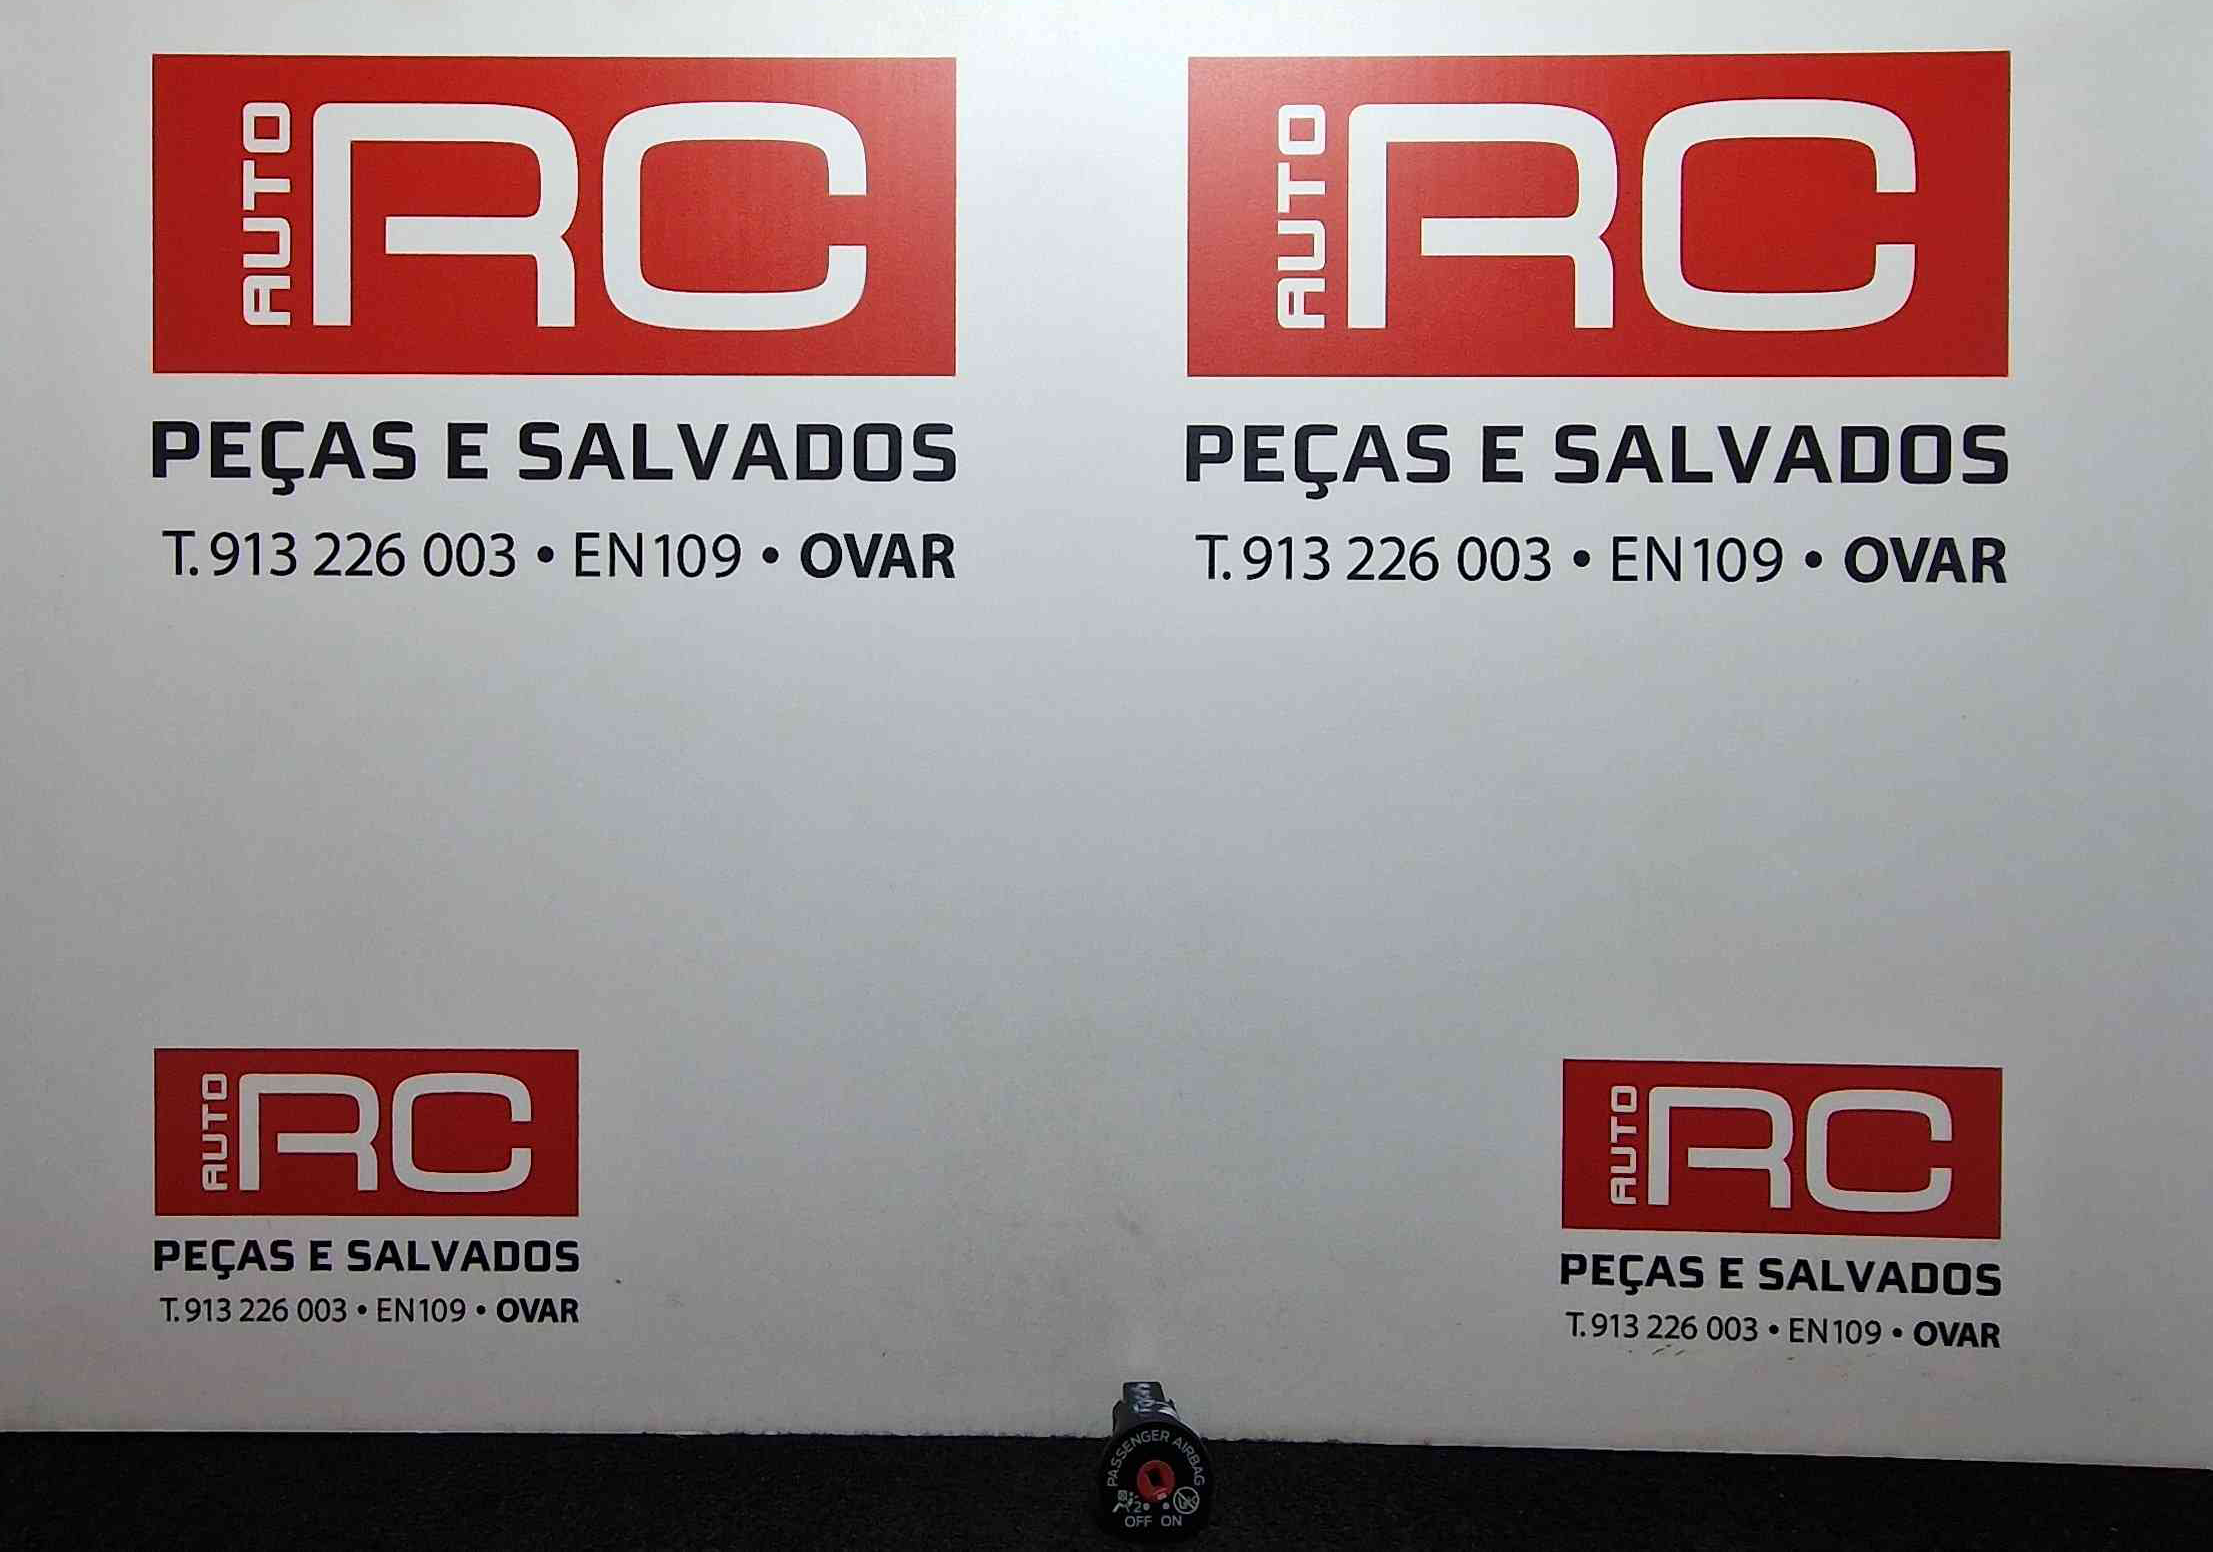 AUTO RC
PEÇAS E SALVADOS
T. 913 226 003 • EN109 • OVAR
AUTO RC
PEÇAS E SALVADOS
T. 913 226 003 • EN109 • OVAR
AUTO RC
PEÇAS E SALVADOS
T. 913 226 003 • EN109 • OVAR
AUTO RC
PEÇAS E SALVADOS
T. 913 226 003 • EN109 • OVAR
PASSENGER AIRBAG
2
OFF ON